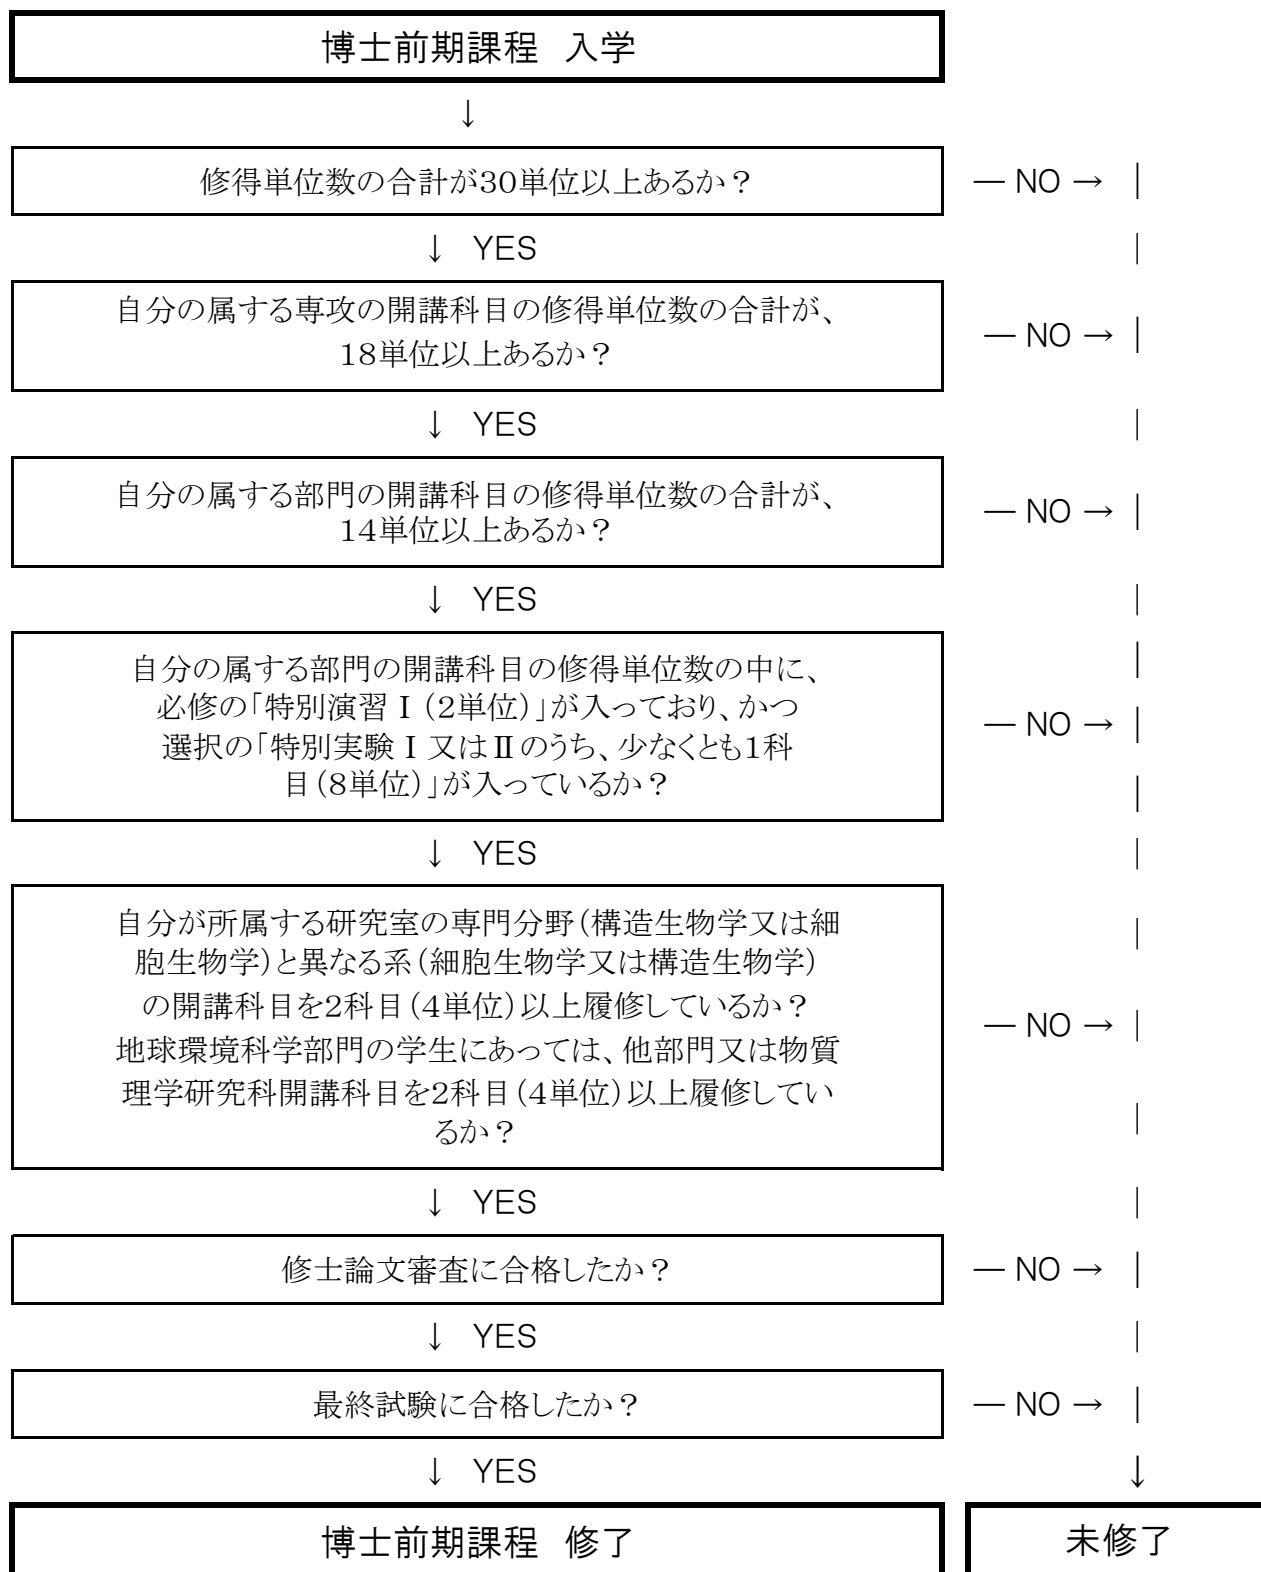 博士前期課程　入学
↓
修得単位数の合計が30単位以上あるか？
― NO → ｜
↓ YES
｜
自分の属する専攻の開講科目の修得単位数の合計が、
18単位以上あるか？
― NO → ｜
↓ YES
｜
自分の属する部門の開講科目の修得単位数の合計が、
14単位以上あるか？
― NO → ｜
↓ YES
｜
自分の属する部門の開講科目の修得単位数の中に、
｜
必修の「特別演習Ⅰ（2単位）」が入っており、かつ
選択の「特別実験Ⅰ又はⅡのうち、少なくとも1科
― NO → ｜
目（8単位）」が入っているか？
｜
↓ YES
｜
自分が所属する研究室の専門分野（構造生物学又は細
｜
胞生物学）と異なる系（細胞生物学又は構造生物学）
の開講科目を2科目（4単位）以上履修しているか？
― NO → ｜
地球環境科学部門の学生にあっては、他部門又は物質
理学研究科開講科目を2科目（4単位）以上履修してい
るか？
｜
↓ YES
｜
修士論文審査に合格したか？
― NO → ｜
↓ YES
｜
最終試験に合格したか？
― NO → ｜
↓ YES
↓
博士前期課程　修了
未修了